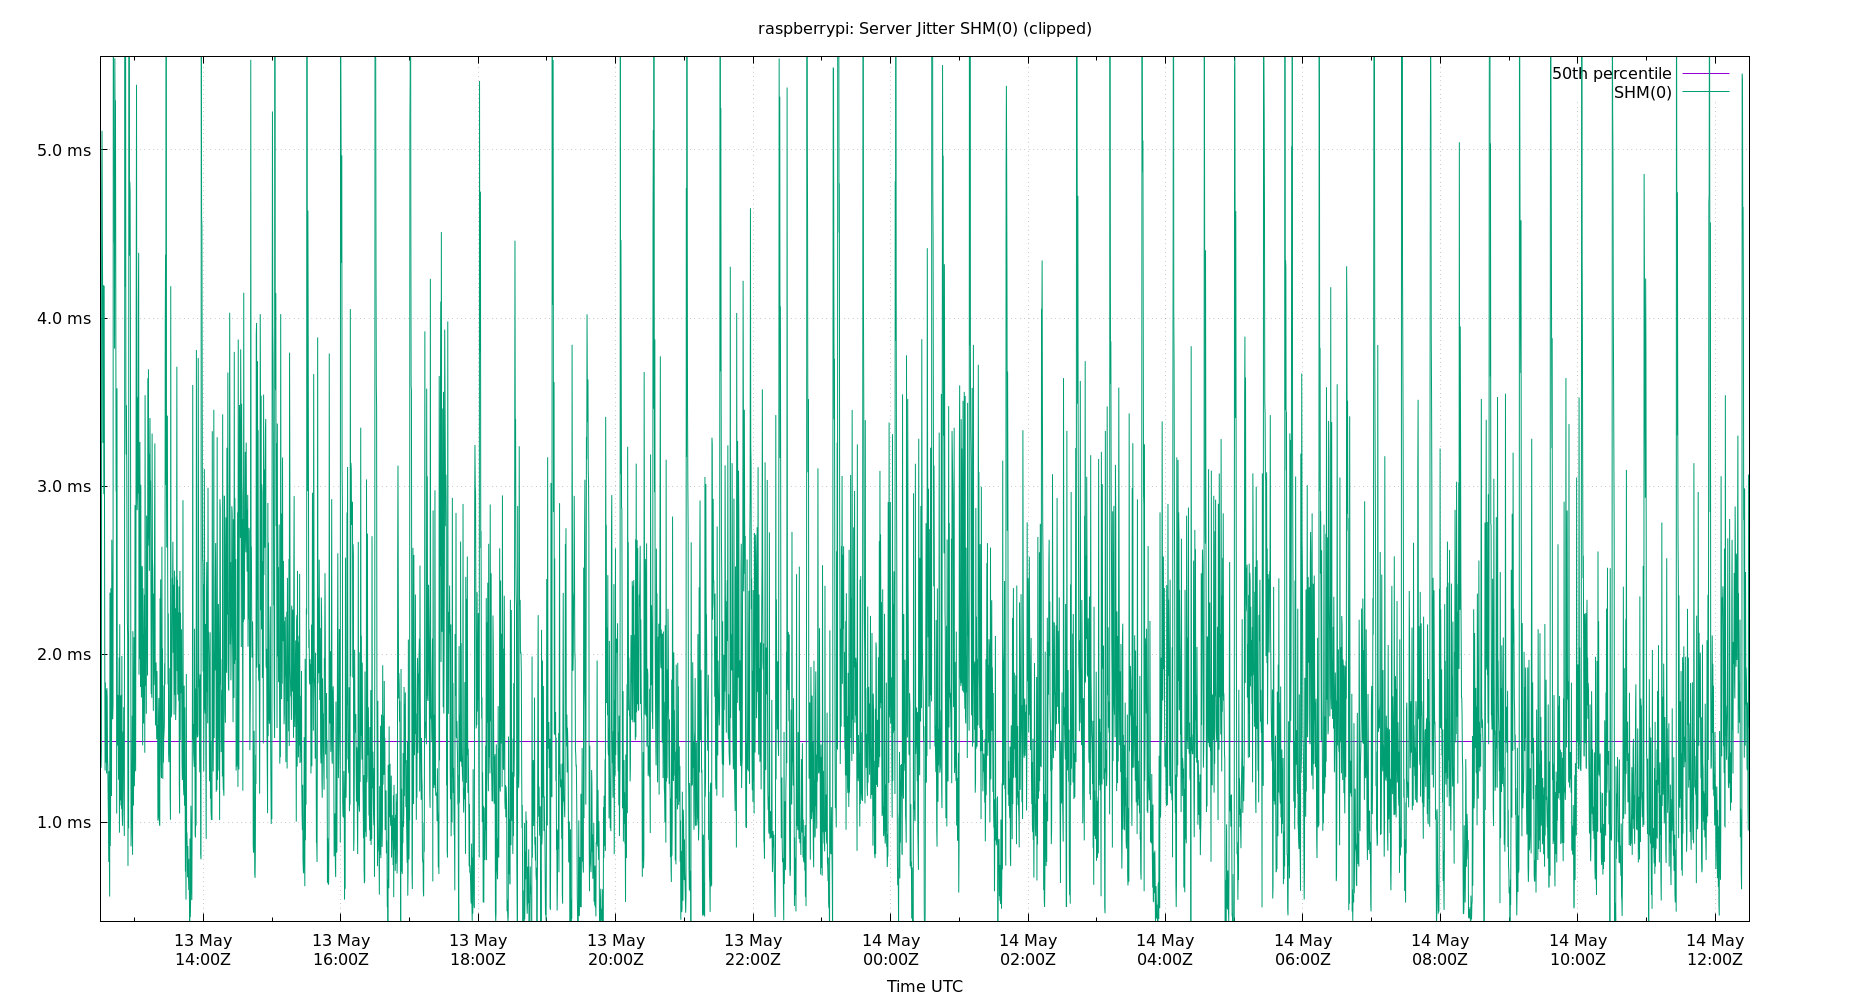 raspberrypi: Server Jitter SHM(0) (clipped)
50th percentile
SHM(0)
5.0 ms
4.0 ms
3.0 ms
2.0 ms
1.0 ms
13 May 13 May 13 May 13 May 13 May 14 May 14 May 14 May 14 May 14 May 14 May 14 May
14:00Z 16:00Z 18:00Z 20:00Z 22:00Z 00:00Z 02:00Z 04:00Z 06:00Z 08:00Z 10:00Z 12:00Z
Time UTC